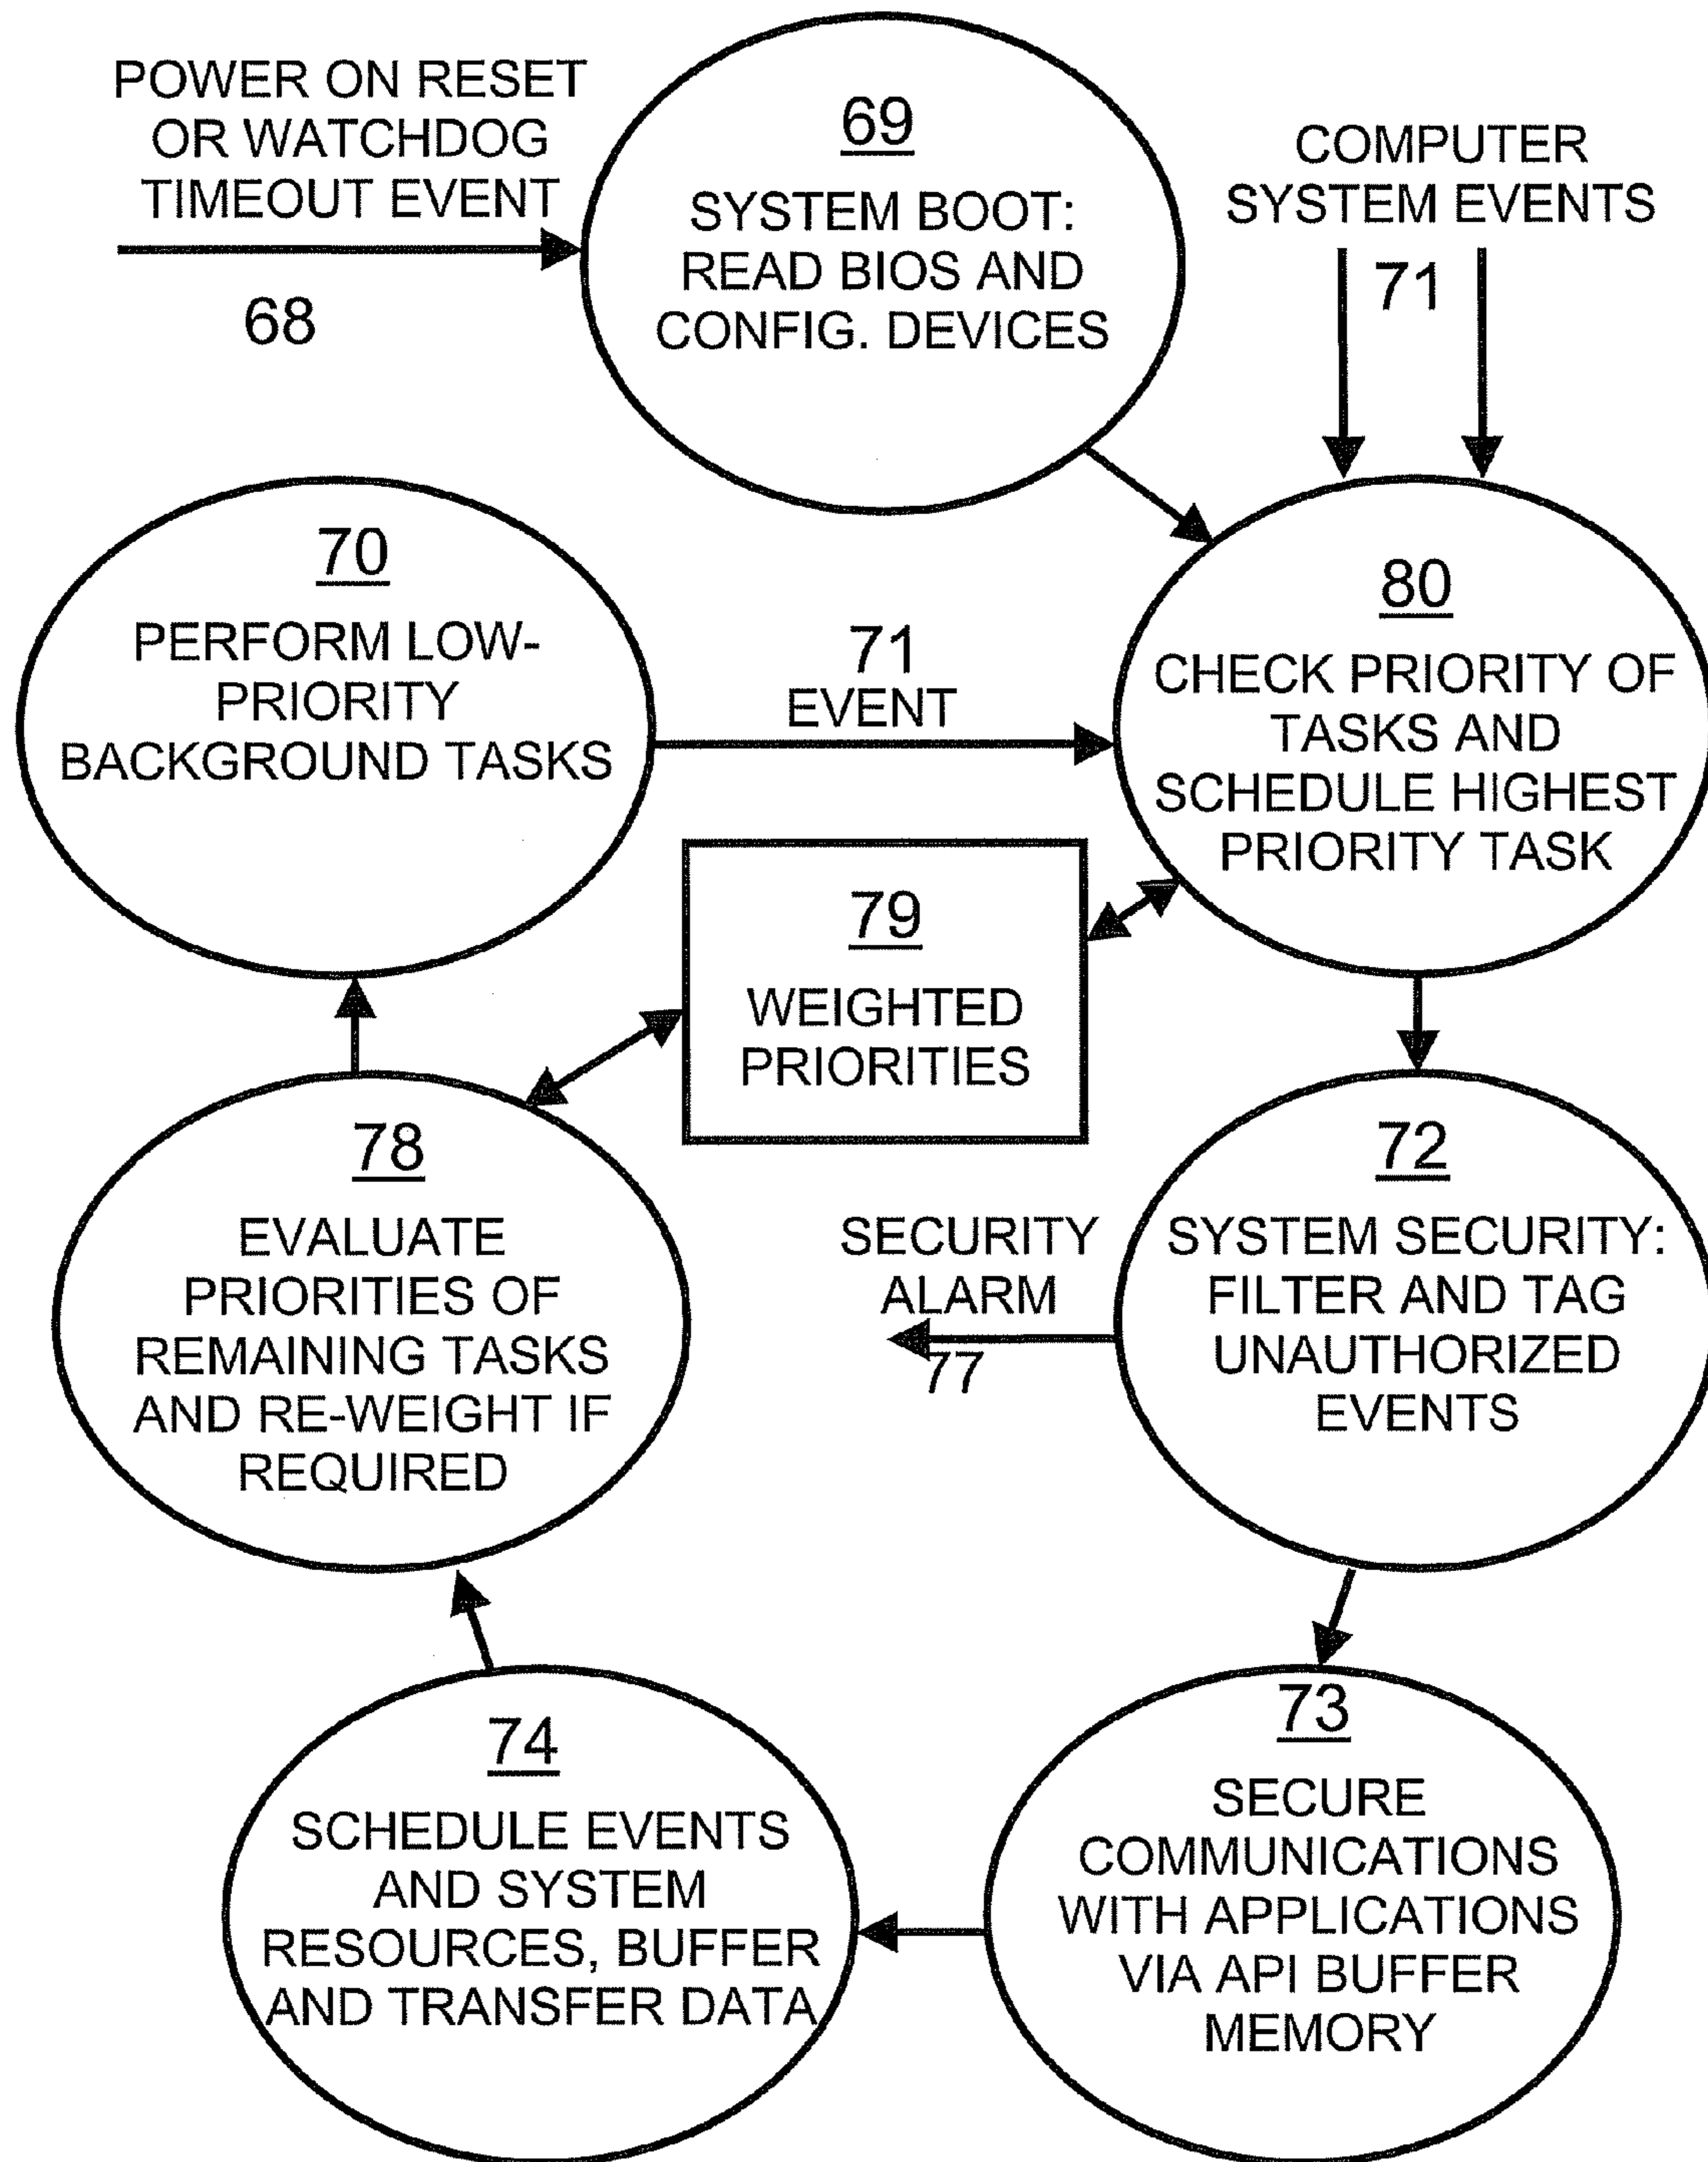 POWER ON RESET
OR WATCHDOG
TIMEOUT EVENT
68
69
SYSTEM BOOT:
READ BIOS AND
CONFIG. DEVICES
COMPUTER
SYSTEM EVENTS
71
70
PERFORM LOW-
PRIORITY
BACKGROUND TASKS
71
EVENT
80
CHECK PRIORITY OF
TASKS AND
SCHEDULE HIGHEST
PRIORITY TASK
79
WEIGHTED
PRIORITIES
78
EVALUATE
PRIORITIES OF
REMAINING TASKS
AND RE-WEIGHT IF
REQUIRED
SECURITY
ALARM
77
72
SYSTEM SECURITY:
FILTER AND TAG
UNAUTHORIZED
EVENTS
74
SCHEDULE EVENTS
AND SYSTEM
RESOURCES, BUFFER
AND TRANSFER DATA
73
SECURE
COMMUNICATIONS
WITH APPLICATIONS
VIA API BUFFER
MEMORY